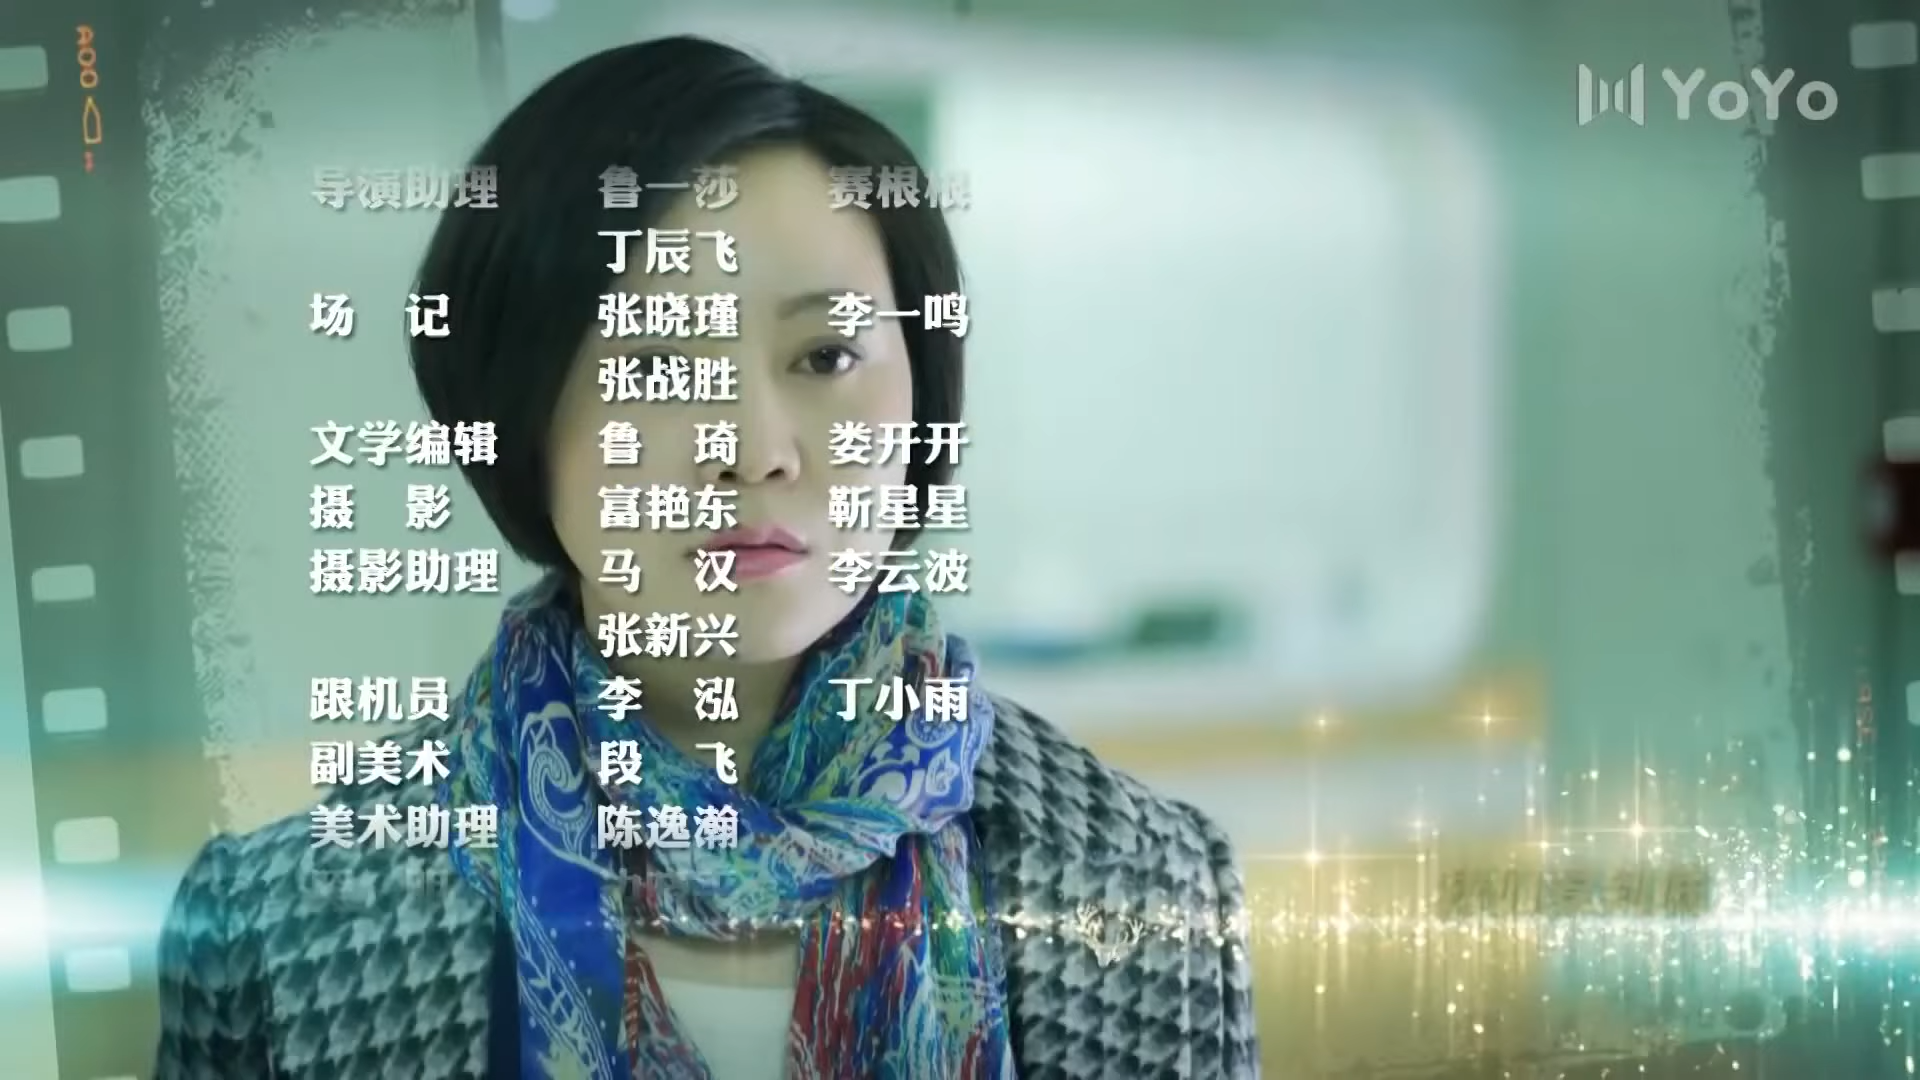 YoYo
导演助理 鲁一莎 赛根根
丁辰飞
场 记 张晓瑾 李一鸣
张战胜
文学编辑 鲁 琦 娄开开
摄 影 富艳东 靳星星
摄影助理 马 汉 李云波
张新兴
跟机员 李 泓 丁小雨
副美术 段 飞
美术助理 陈逸瀚